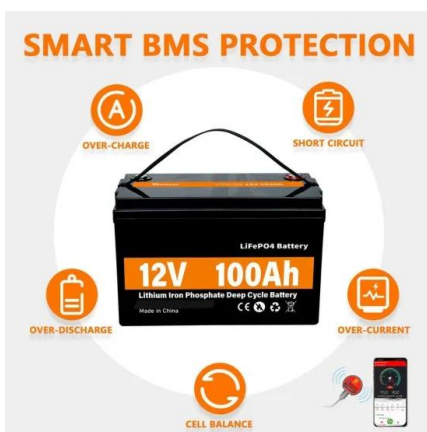 SMART BMS PROTECTION
OVER-CHARGE
SHORT CIRCUIT
LiFePO4 Battery
12V 100Ah
Lithium Iron Phosphate Deep Cycle Battery
Made in China
CE
OVER-DISCHARGE
OVER-CURRENT
CELL BALANCE